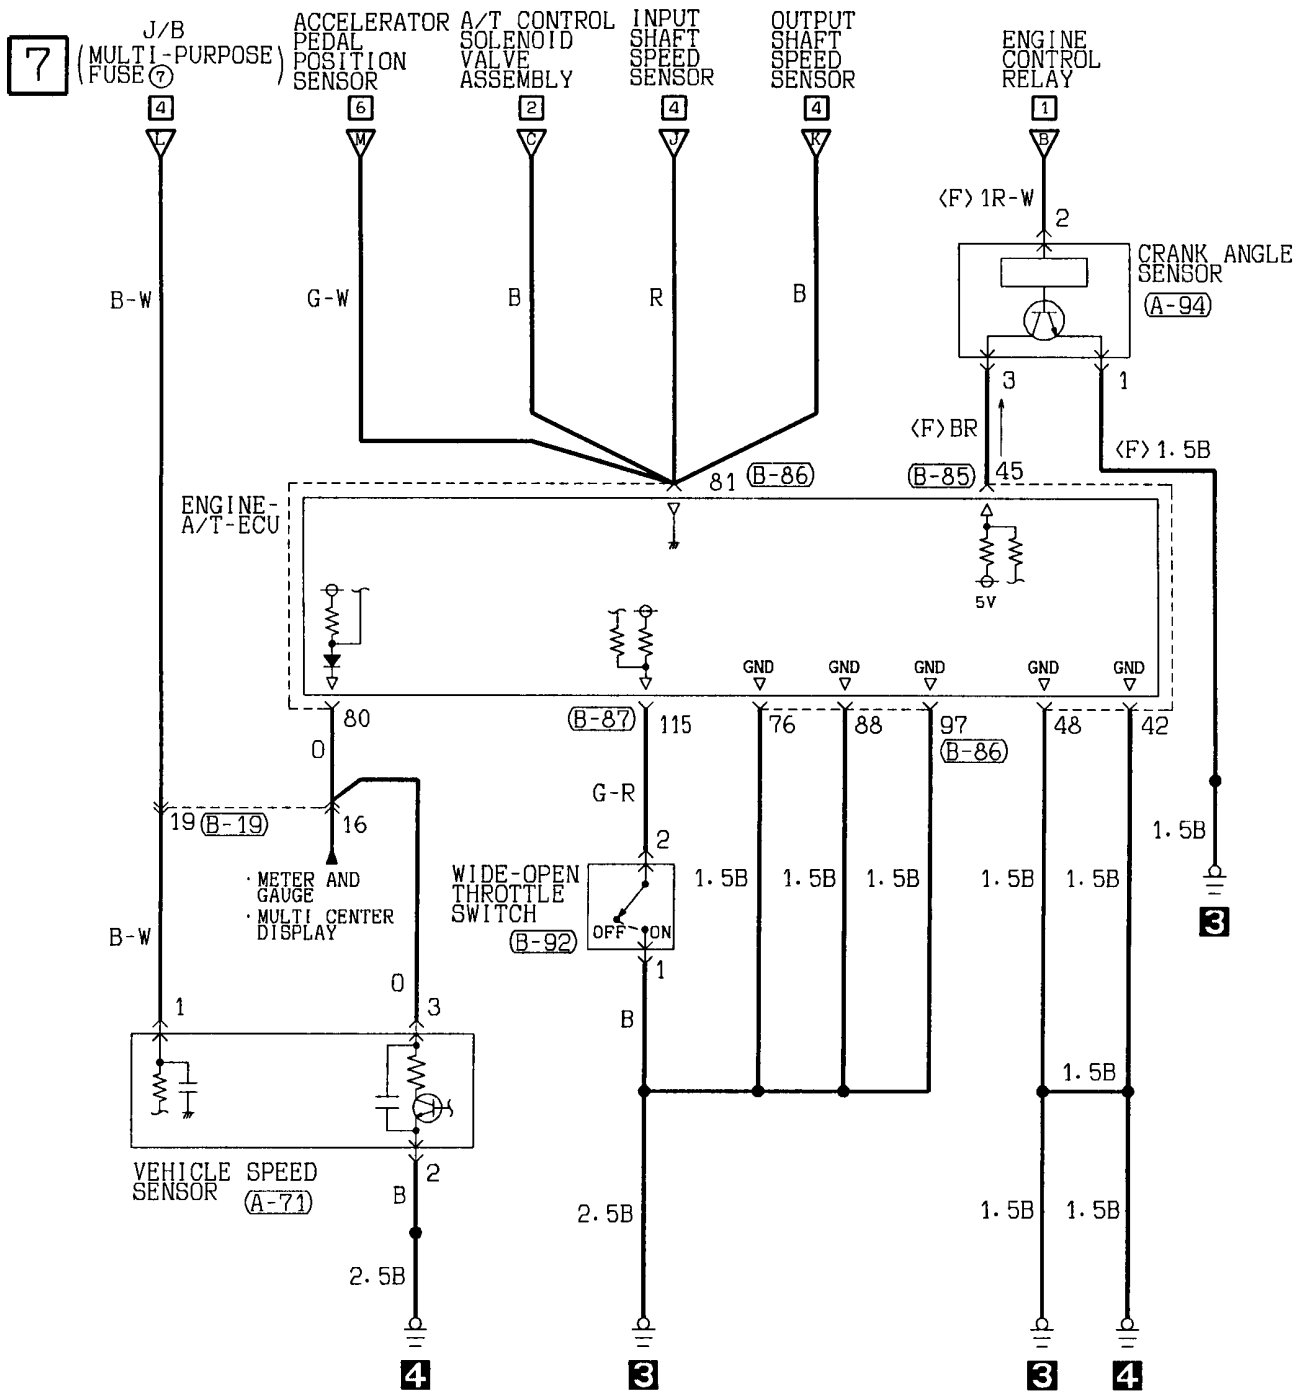 7
J/B
(MULTI-PURPOSE)
FUSE ⑦
ACCELERATOR
PEDAL
POSITION
SENSOR
A/T CONTROL
SOLENOID
VALVE
ASSEMBLY
INPUT
SHAFT
SPEED
SENSOR
OUTPUT
SHAFT
SPEED
SENSOR
ENGINE
CONTROL
RELAY
4 6 2 4 4 1
L M C J K B
<F>1R-W
2
CRANK ANGLE
SENSOR
(A-94)
B-W G-W B R B
3 1
<F>BR
<F>1.5B
81 (B-86)
(B-85) 45
ENGINE-
A/T-ECU
5V
GND GND GND GND GND
80 (B-87) 115 76 88 97 48 42
(B-86)
O
G-R
19 (B-19) 16
1.5B
3
· METER AND
GAUGE
· MULTI CENTER
DISPLAY
2
WIDE-OPEN
THROTTLE
SWITCH
(B-92)
OFF ON
1
1.5B 1.5B 1.5B 1.5B 1.5B
B-W
O
B
1 3
1.5B
VEHICLE SPEED
SENSOR
(A-71)
2
B
2.5B
2.5B 1.5B 1.5B
4 3 3 4